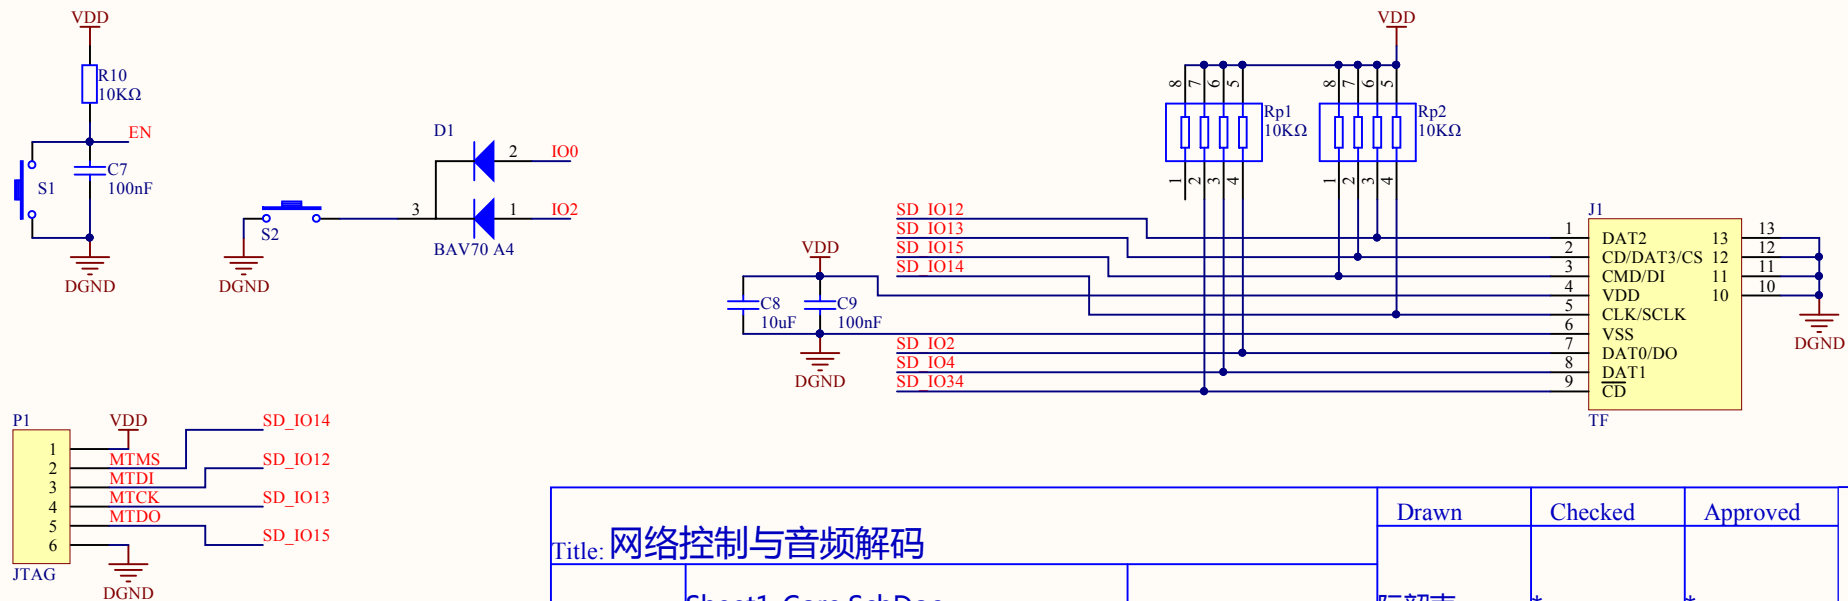 VDD
R10
10KΩ
EN
C7
100nF
S1
DGND
D1
2
IO0
3
1
IO2
S2
BAV70 A4
DGND
VDD
8
7
6
5
Rp1
10KΩ
1
2
3
4
8
7
6
5
Rp2
10KΩ
1
2
3
4
SD_IO12
SD_IO13
SD_IO15
SD_IO14
VDD
C8
10uF
C9
100nF
DGND
SD_IO2
SD_IO4
SD_IO34
J1
1 DAT2 13 13
2 CD/DAT3/CS 12 12
3 CMD/DI 11 11
4 VDD 10 10
5 CLK/SCLK
6 VSS
7 DAT0/DO
8 DAT1
9 CD
TF
DGND
P1
VDD
1
2 MTMS SD_IO14
3 MTDI SD_IO12
4 MTCK SD_IO13
5 MTDO SD_IO15
6
JTAG
DGND
Title: 网络控制与音频解码
Drawn Checked Approved
* *